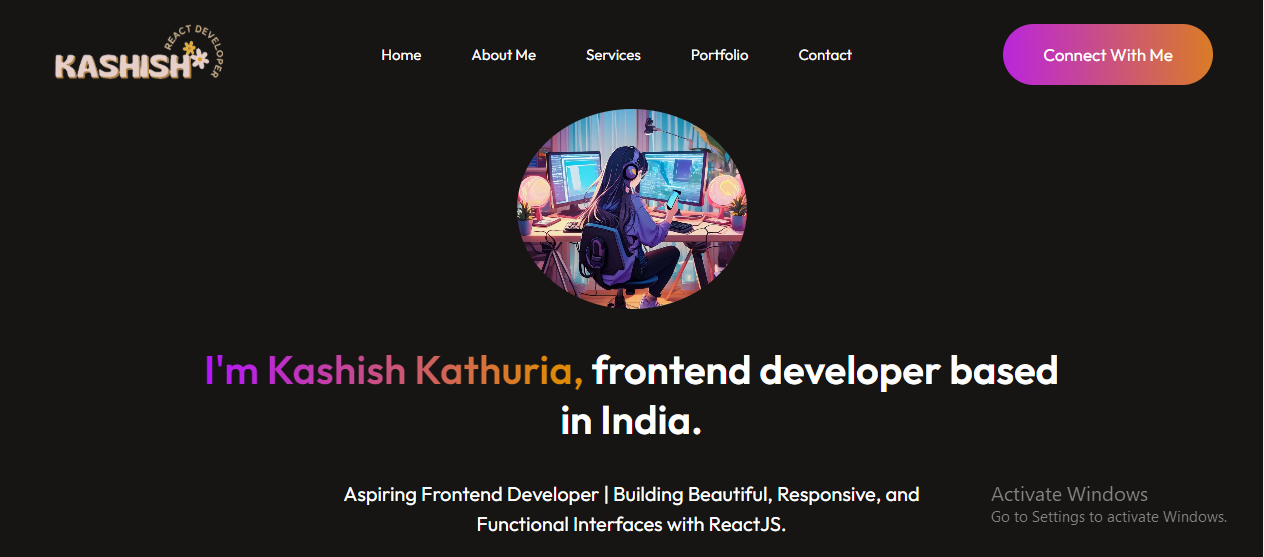 KASHISH
REACT DEVELOPER
Home About Me Services Portfolio Contact
Connect With Me
I'm Kashish Kathuria, frontend developer based
in India.
Aspiring Frontend Developer | Building Beautiful, Responsive, and
Functional Interfaces with ReactJS.
Activate Windows
Go to Settings to activate Windows.